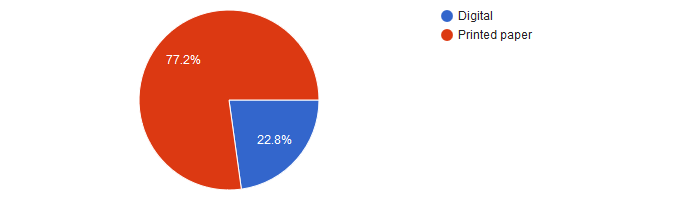 Digital
Printed paper
77.2%
22.8%